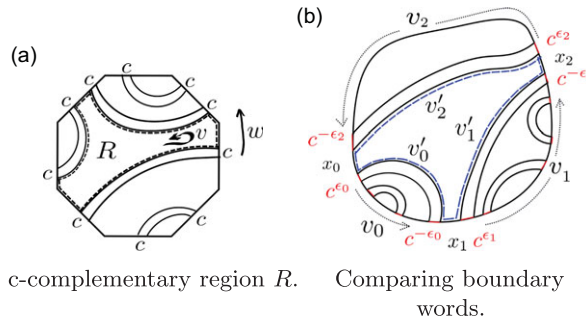 (a)
c
c
c
c
c
R
v
w
c
c
c
c
c-complementary region R.
(b)
v₂
c^{ϵ₂}
x₂
c^{-ϵ}
v′₂
v′₁
c^{-ϵ₂}
x₀
v′₀
c^{ϵ₀}
v₀
c^{-ϵ₀}
x₁
c^{ϵ₁}
v₁
Comparing boundary
words.